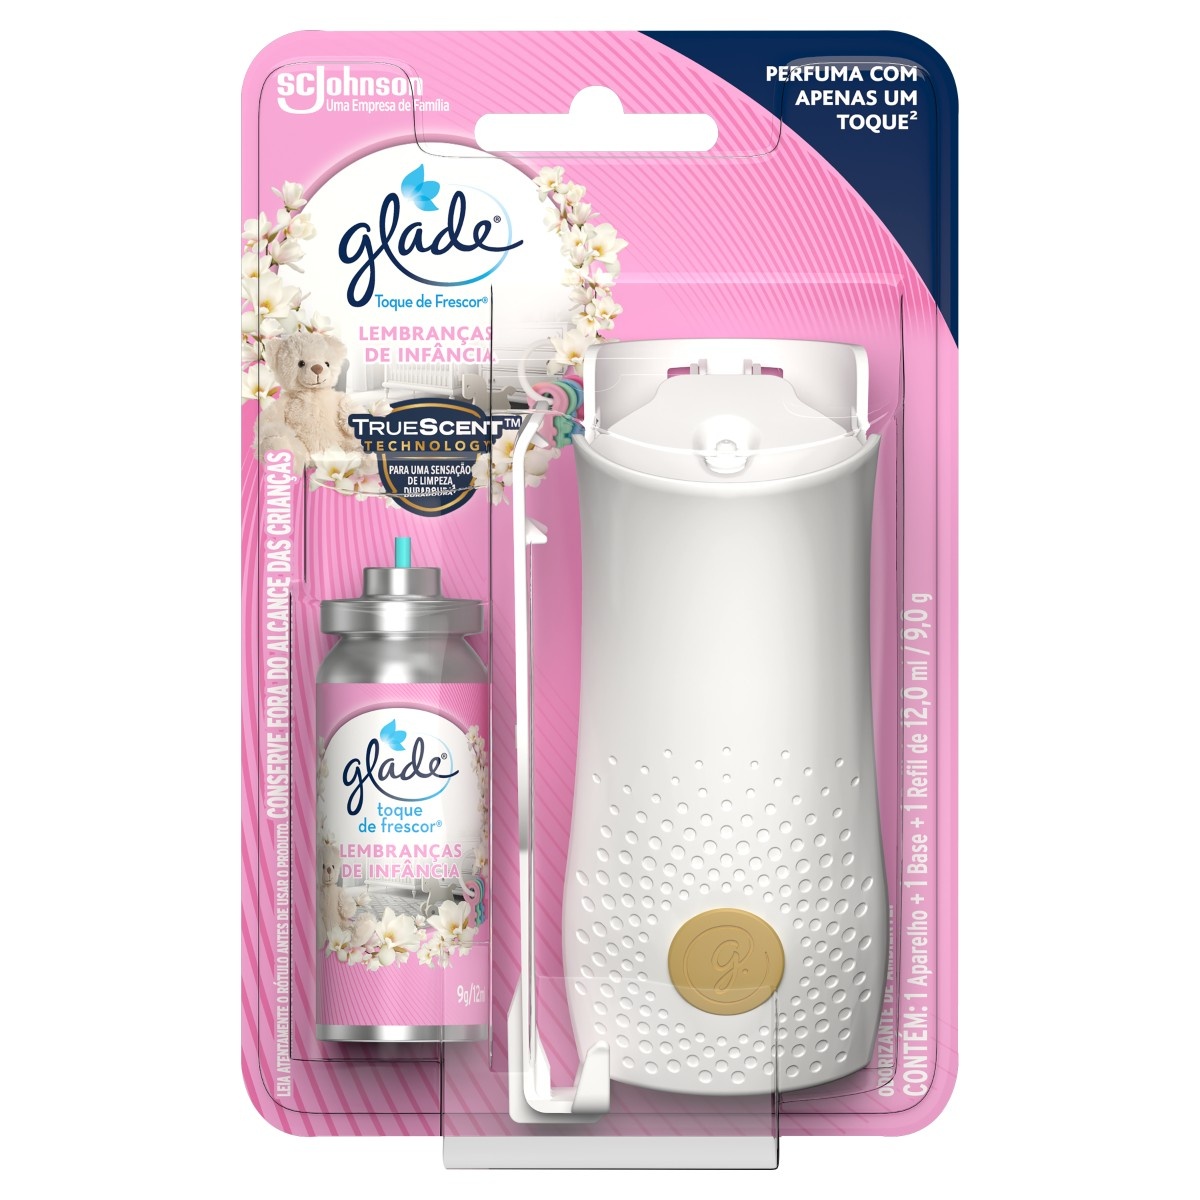 SCJohnson
Uma Empresa de Família
PERFUMA COM
APENAS UM
TOQUE²
glade®
Toque de Frescor®
LEMBRANÇAS
DE INFÂNCIA
TRUESCENT™
TECHNOLOGY
PARA UMA SENSAÇÃO
DE LIMPEZA
LEIA ATENTAMENTE O RÓTULO ANTES DE USAR O PRODUTO. CONSERVE FORA DO ALCANCE DAS CRIANÇAS
glade®
toque
de frescor®
LEMBRANÇAS
DE INFÂNCIA
9g/12m
g.
ODORIZANTE DE AMBIENTE.
CONTÉM: 1 Aparelho + 1 Base + 1 Refil de 12,0 ml / 9,0 g